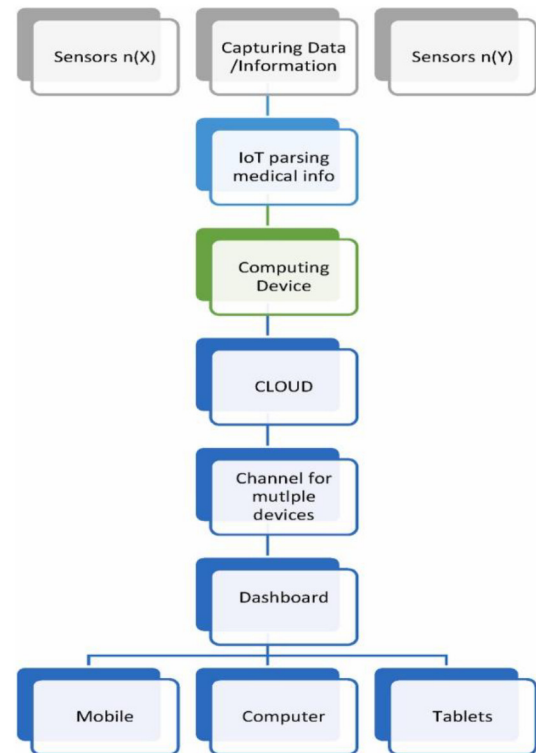 Sensors n(X)
Capturing Data
/Information
Sensors n(Y)
IoT parsing
medical info
Computing
Device
CLOUD
Channel for
mutlple
devices
Dashboard
Mobile
Computer
Tablets